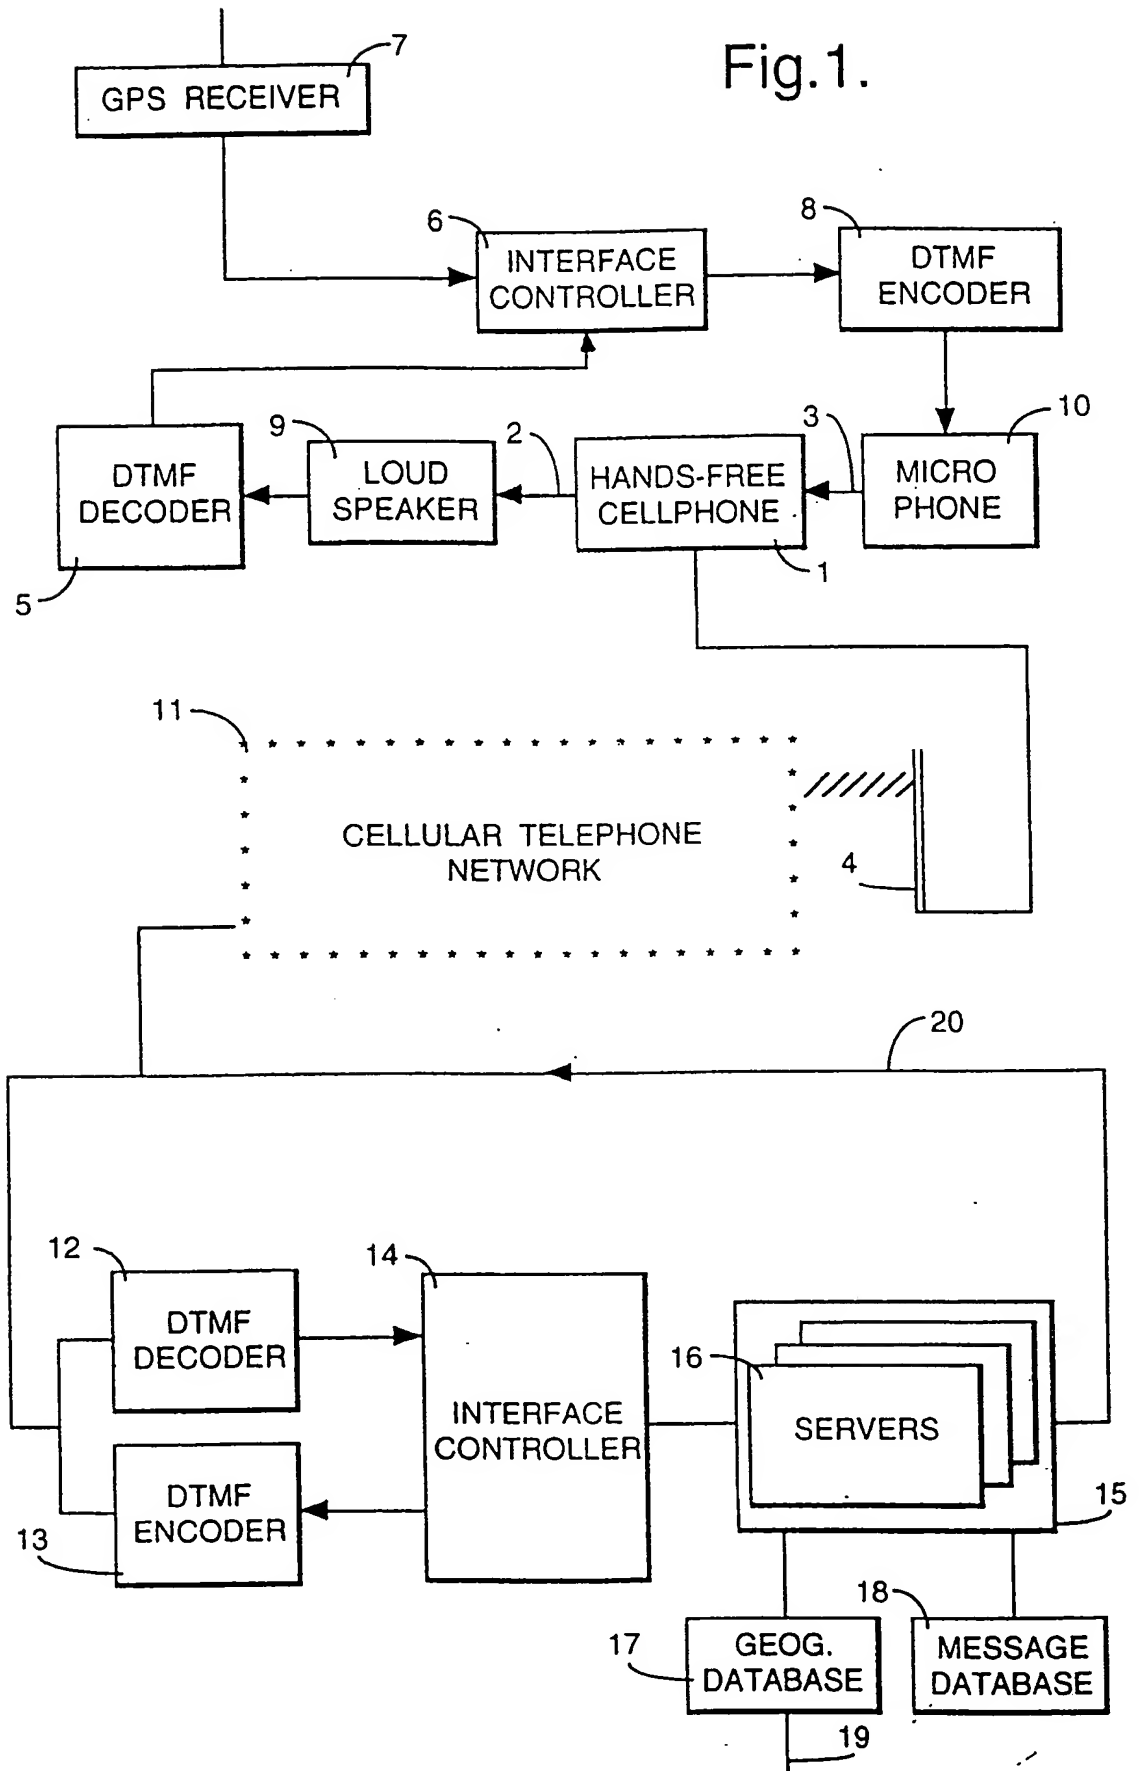 7
Fig.1.
GPS RECEIVER
6
8
INTERFACE
CONTROLLER
DTMF
ENCODER
9
2
3
10
DTMF
DECODER
LOUD
SPEAKER
HANDS-FREE
CELLPHONE
MICRO
PHONE
5
1
11
CELLULAR TELEPHONE
NETWORK
4
20
12
14
DTMF
DECODER
16
INTERFACE
CONTROLLER
SERVERS
DTMF
ENCODER
15
13
18
17
GEOG.
DATABASE
MESSAGE
DATABASE
19